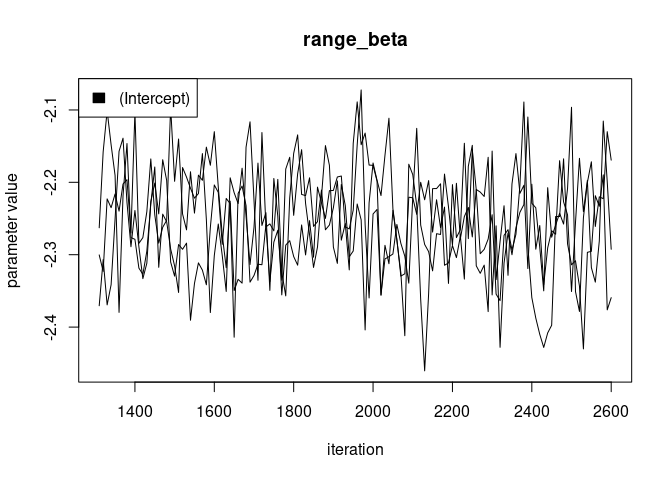 range_beta
(Intercept)
parameter value
-2.1
-2.2
-2.3
-2.4
1400 1600 1800 2000 2200 2400 2600
iteration